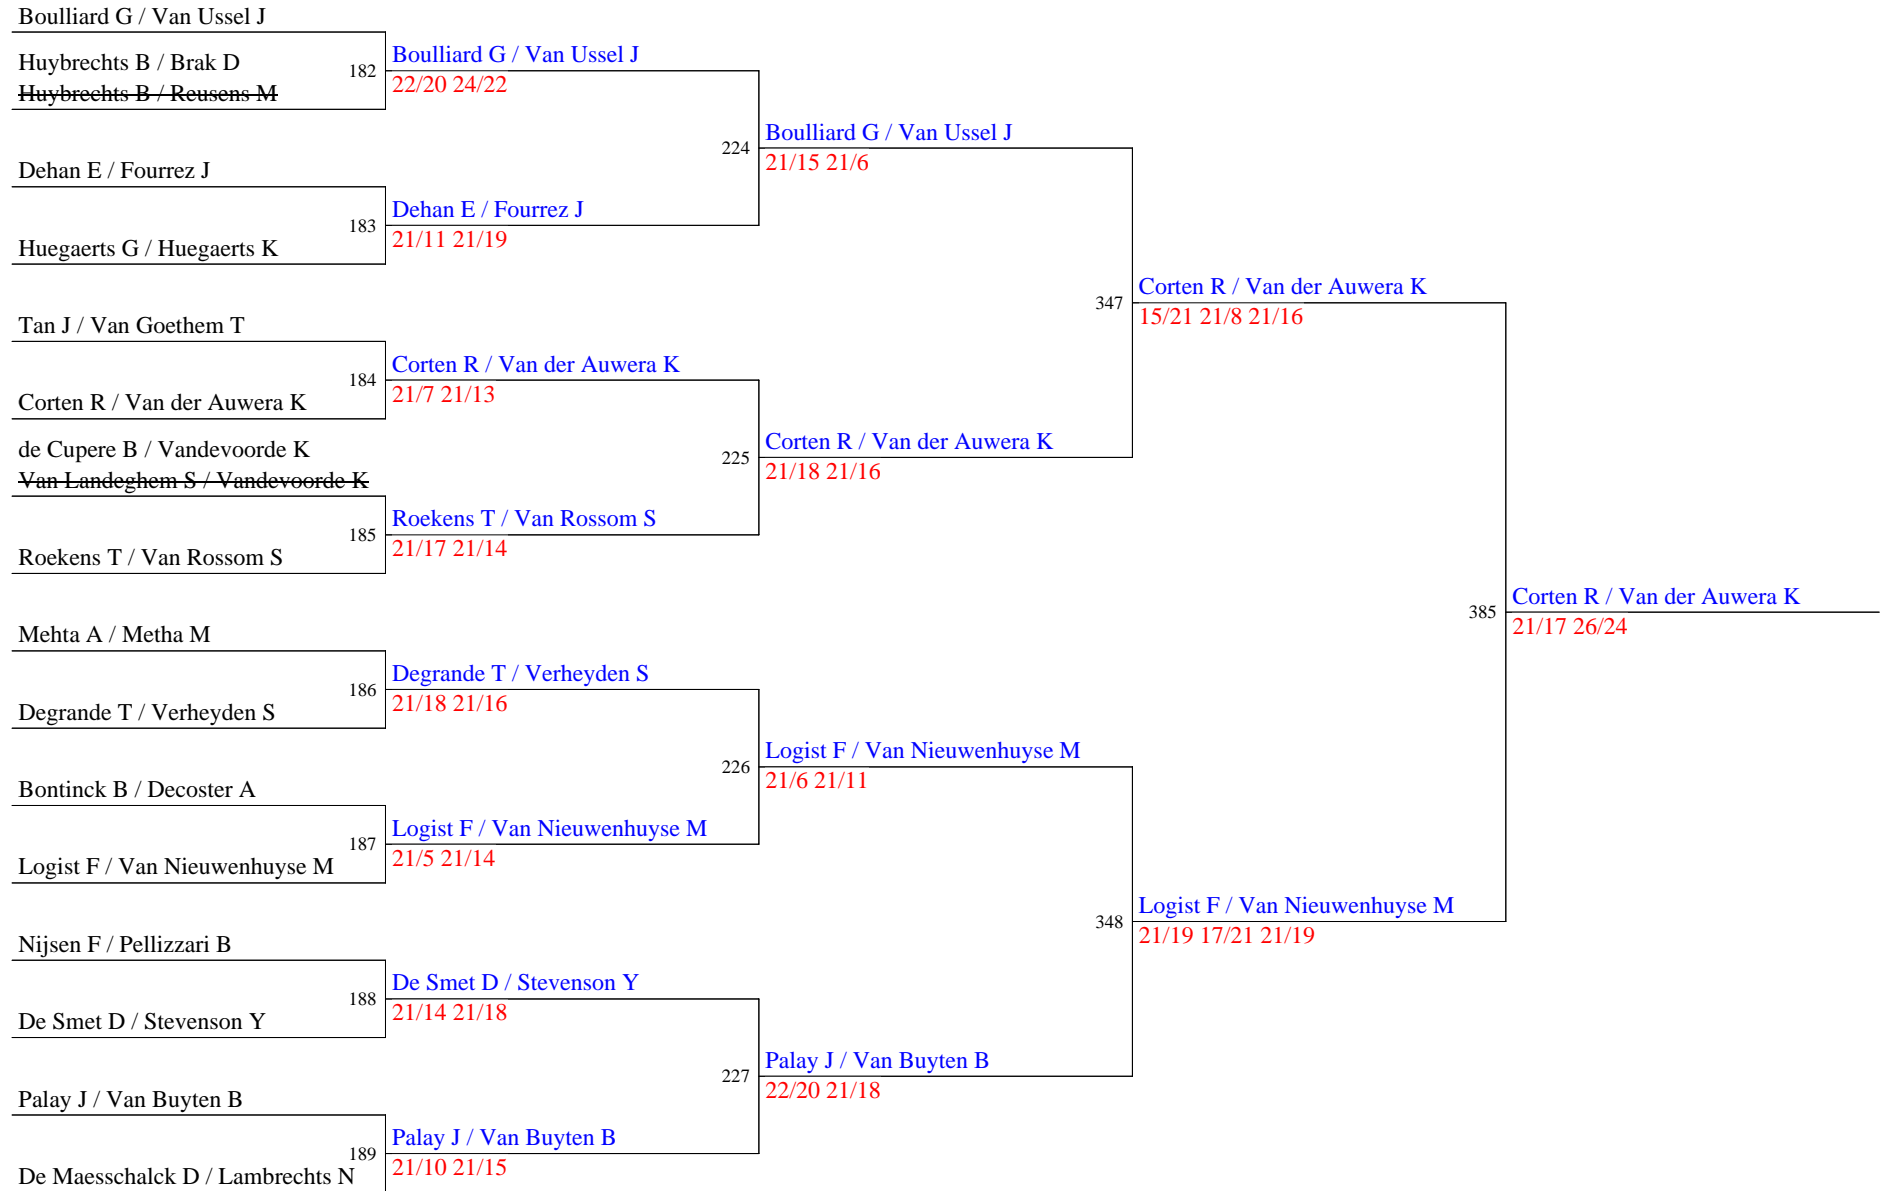 Boulliard G / Van Ussel J
Huybrechts B / Brak D
Huybrechts B / Reusens M
182
Boulliard G / Van Ussel J
22/20 24/22
Dehan E / Fourrez J
Huegaerts G / Huegaerts K
183
Dehan E / Fourrez J
21/11 21/19
224
Boulliard G / Van Ussel J
21/15 21/6
Tan J / Van Goethem T
Corten R / Van der Auwera K
184
Corten R / Van der Auwera K
21/7 21/13
de Cupere B / Vandevoorde K
Van Landeghem S / Vandevoorde K
Roekens T / Van Rossom S
185
Roekens T / Van Rossom S
21/17 21/14
225
Corten R / Van der Auwera K
21/18 21/16
347
Corten R / Van der Auwera K
15/21 21/8 21/16
Mehta A / Metha M
Degrande T / Verheyden S
186
Degrande T / Verheyden S
21/18 21/16
Bontinck B / Decoster A
Logist F / Van Nieuwenhuyse M
187
Logist F / Van Nieuwenhuyse M
21/5 21/14
226
Logist F / Van Nieuwenhuyse M
21/6 21/11
Nijsen F / Pellizzari B
De Smet D / Stevenson Y
188
De Smet D / Stevenson Y
21/14 21/18
Palay J / Van Buyten B
De Maesschalck D / Lambrechts N
189
Palay J / Van Buyten B
21/10 21/15
227
Palay J / Van Buyten B
22/20 21/18
348
Logist F / Van Nieuwenhuyse M
21/19 17/21 21/19
385
Corten R / Van der Auwera K
21/17 26/24